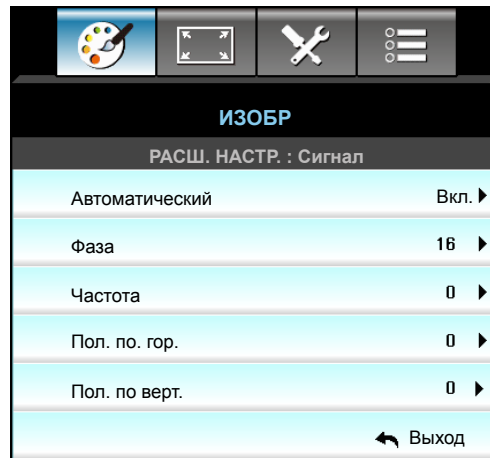 ИЗОБР
РАСШ. НАСТР. : Сигнал
Автоматический Вкл.
Фаза 16
Частота 0
Пол. по. гор. 0
Пол. по верт. 0
Выход